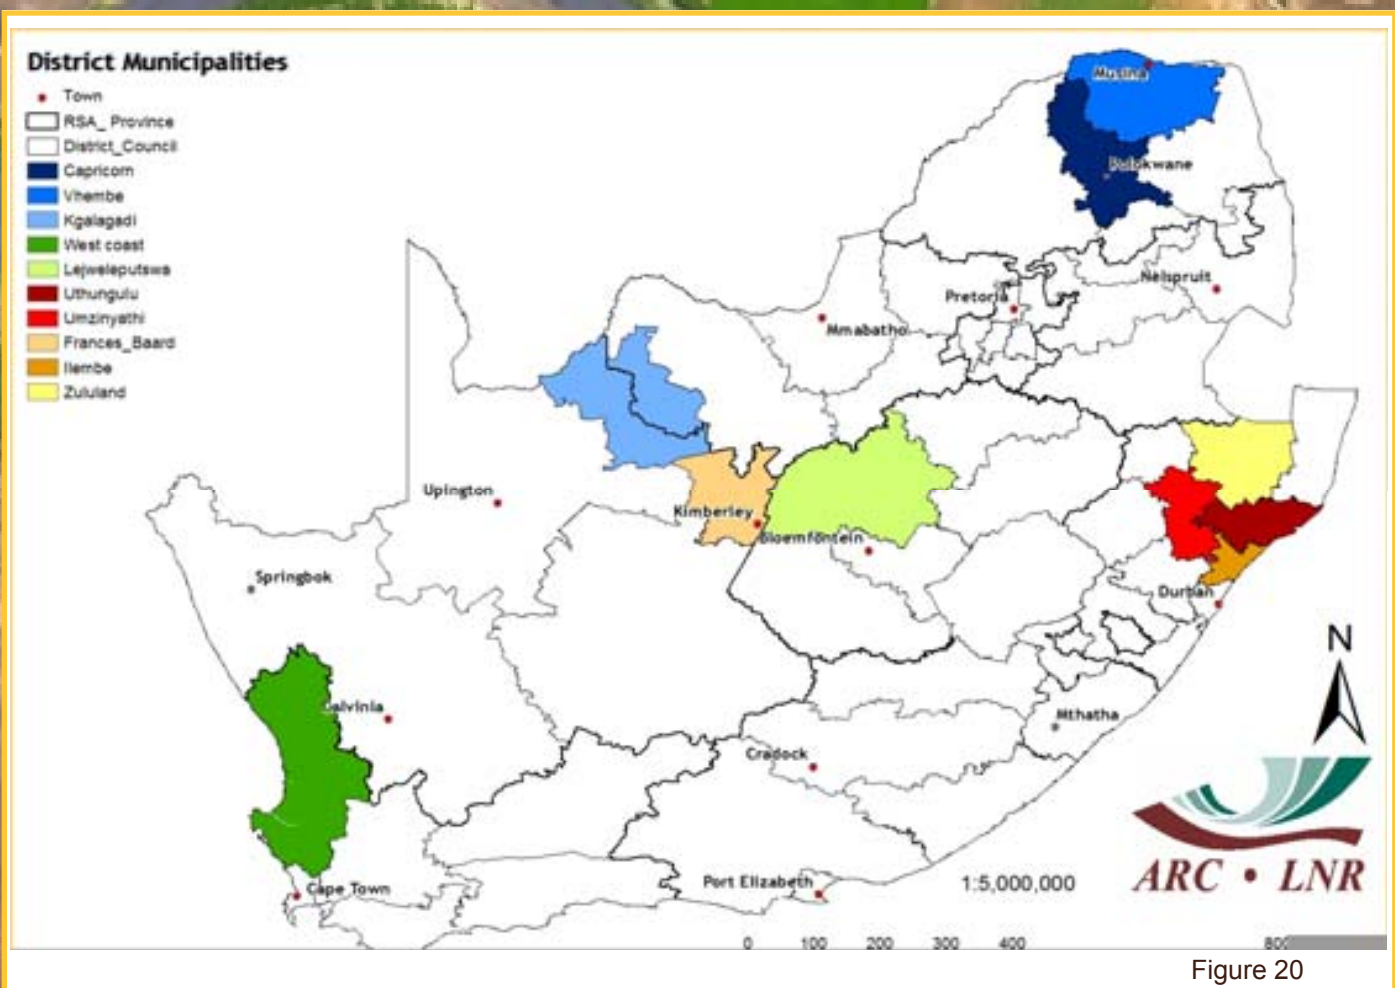 District Municipalities
Town
RSA_ Province
District_Council
Capricorn
Vhembe
Kgalagadi
West coast
Lejweleputswa
Uthungulu
Umzinyathi
Frances_Baard
Ilembe
Zululand
Musina
Polokwane
Nelspruit
Pretoria
Mmabatho
Upington
Kimberley
Bloemfontein
Springbok
Durban
N
Calvinia
Mthatha
Cradock
Port Elizabeth
1:5,000,000
Cape Town
ARC • LNR
0 100 200 300 400 800
Figure 20